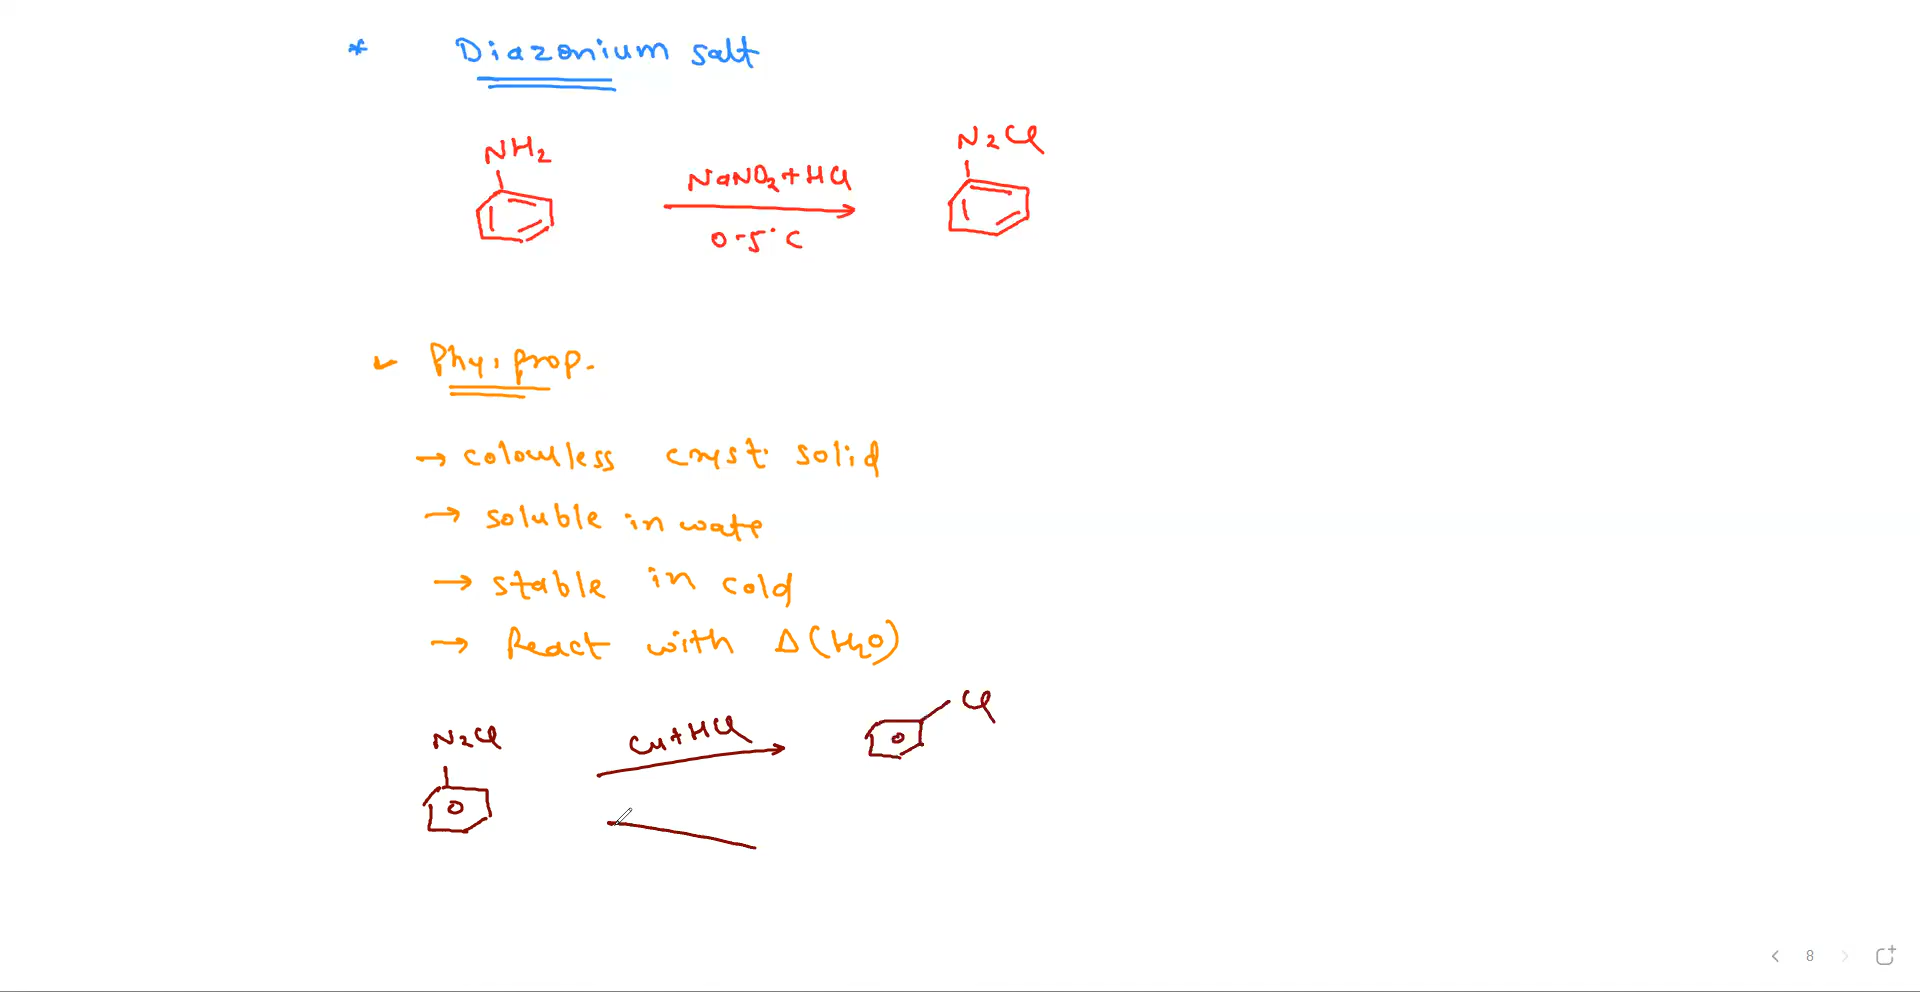 * Diazonium salt
NH2
NaNO2+HCl
0-5°C
N2Cl
Phy. prop.
→ colourless cryst. solid
→ soluble in wate
→ stable in cold
→ React with Δ(H2O)
N2Cl
Cu+HCl
Cl
8